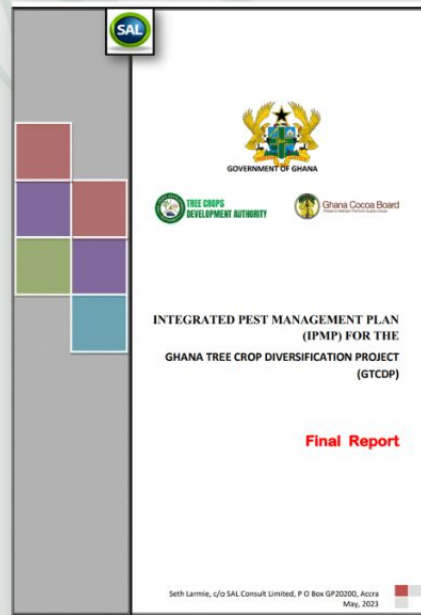 SAL
GOVERNMENT OF GHANA
TREE CROPS
DEVELOPMENT AUTHORITY
Ghana Cocoa Board
INTEGRATED PEST MANAGEMENT PLAN
(IPMP) FOR THE
GHANA TREE CROP DIVERSIFICATION PROJECT
(GTCDP)
Final Report
Seth Larmie, c/o SAL Consult Limited, P O Box GP20200, Accra
May, 2023